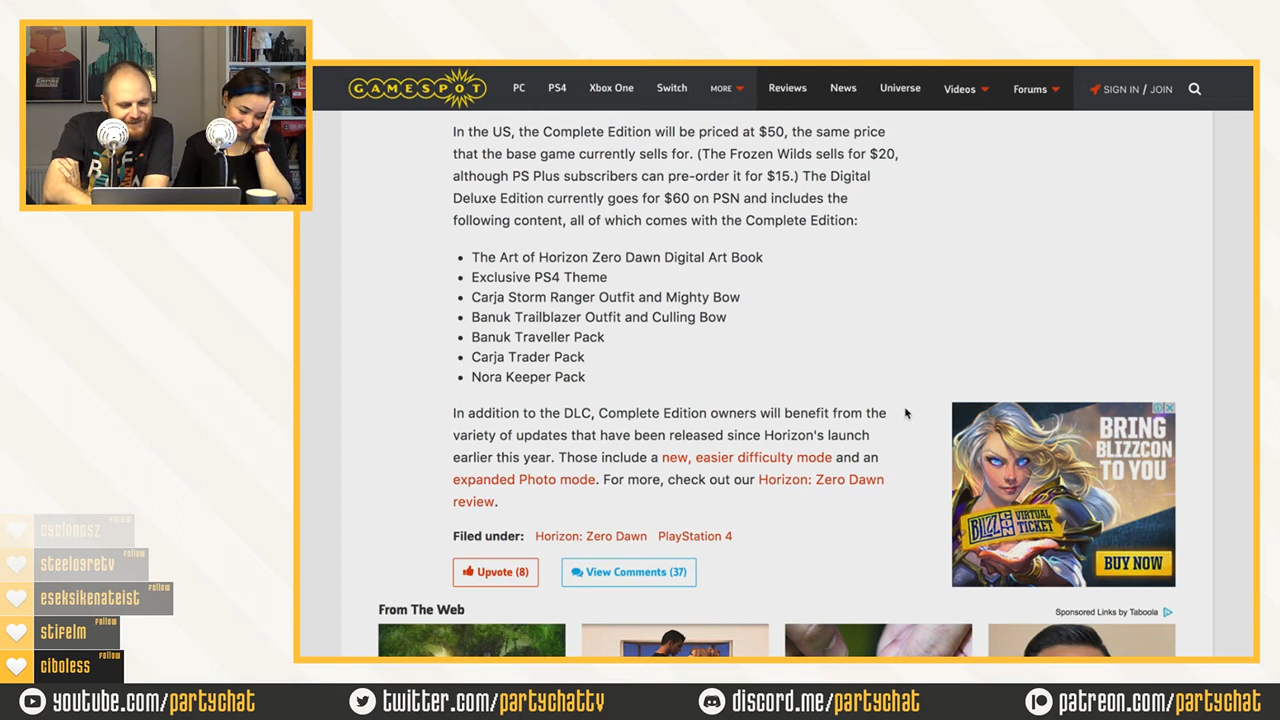 GAMESPOT
PC PS4 Xbox One Switch MORE Reviews News Universe Videos Forums SIGN IN / JOIN
In the US, the Complete Edition will be priced at $50, the same price
that the base game currently sells for. (The Frozen Wilds sells for $20,
although PS Plus subscribers can pre-order it for $15.) The Digital
Deluxe Edition currently goes for $60 on PSN and includes the
following content, all of which comes with the Complete Edition:
• The Art of Horizon Zero Dawn Digital Art Book
• Exclusive PS4 Theme
• Carja Storm Ranger Outfit and Mighty Bow
• Banuk Trailblazer Outfit and Culling Bow
• Banuk Traveller Pack
• Carja Trader Pack
• Nora Keeper Pack
In addition to the DLC, Complete Edition owners will benefit from the
variety of updates that have been released since Horizon's launch
earlier this year. Those include a new, easier difficulty mode and an
expanded Photo mode. For more, check out our Horizon: Zero Dawn
review.
Filed under: Horizon: Zero Dawn PlayStation 4
Upvote (8) View Comments (37)
BRING
BLIZZCON
TO YOU
BLIZZCON VIRTUAL
TICKET
BUY NOW
From The Web
Sponsored Links by Taboola
cyclonesz follow
steelogretv follow
eseksikenateist follow
stifelm follow
ciboless follow
youtube.com/partychat
twitter.com/partychattv
discord.me/partychat
patreon.com/partychat